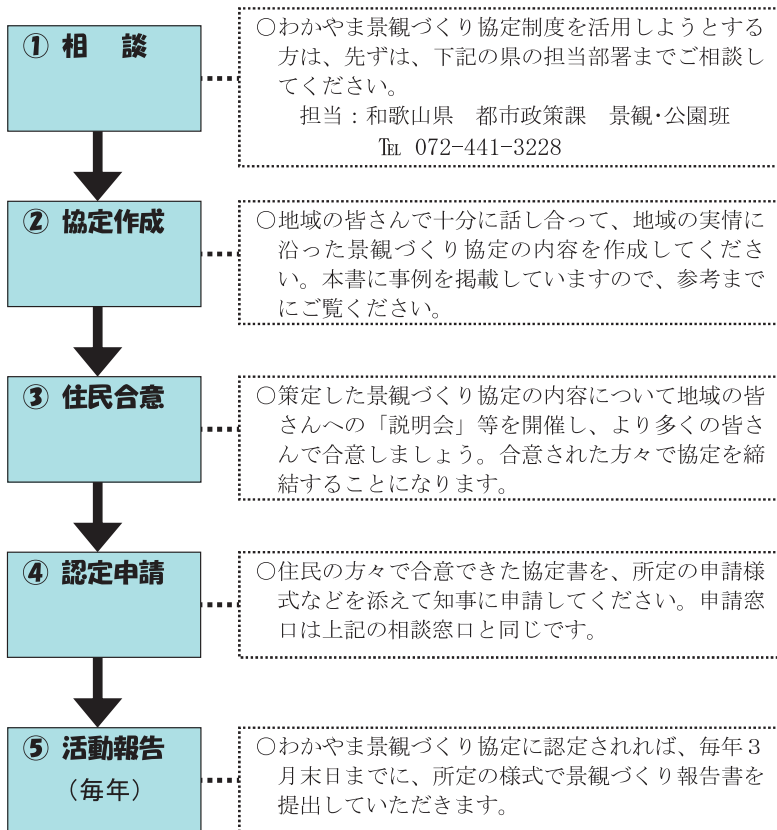 ① 相　談
○わかやま景観づくり協定制度を活用しようとする
方は、先ずは、下記の県の担当部署までご相談し
てください。
担当：和歌山県　都市政策課　景観・公園班
℡ 072-441-3228
② 協定作成
○地域の皆さんで十分に話し合って、地域の実情に
沿った景観づくり協定の内容を作成してくださ
い。本書に事例を掲載していますので、参考まで
にご覧ください。
③ 住民合意
○策定した景観づくり協定の内容について地域の皆
さんへの「説明会」等を開催し、より多くの皆さ
んで合意しましょう。合意された方々で協定を締
結することになります。
④ 認定申請
○住民の方々で合意できた協定書を、所定の申請様
式などを添えて知事に申請してください。申請窓
口は上記の相談窓口と同じです。
⑤ 活動報告
（毎年）
○わかやま景観づくり協定に認定されれば、毎年３
月末日までに、所定の様式で景観づくり報告書を
提出していただきます。